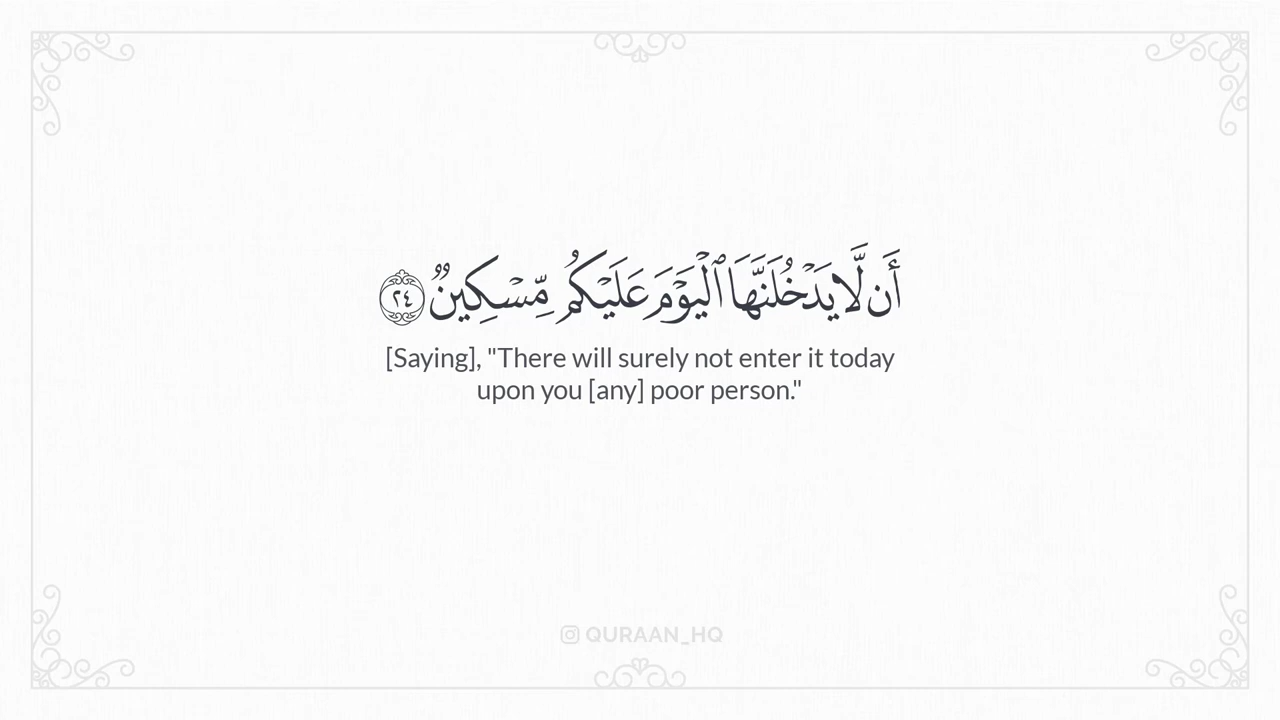 أَن لَّا يَدْخُلَنَّهَا ٱلْيَوْمَ عَلَيْكُم مِّسْكِينٌ ٢٤
[Saying], "There will surely not enter it today
upon you [any] poor person."
QURAAN_HQ